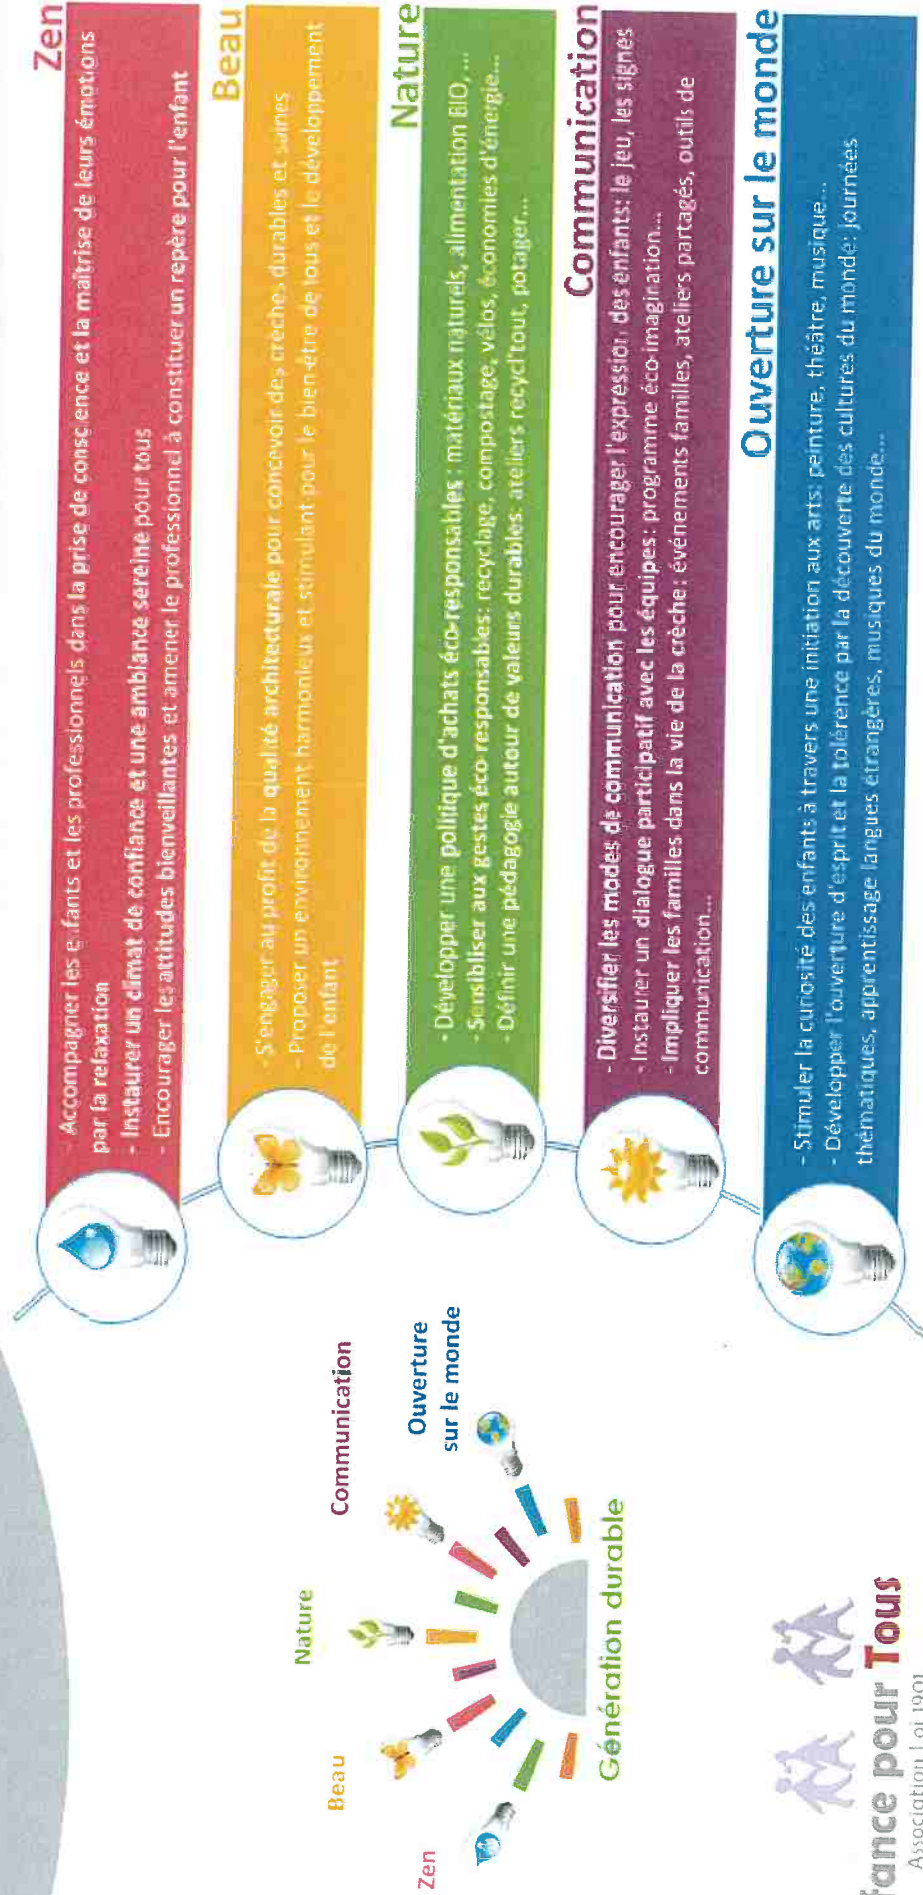 Zen
- Accompagner les enfants et les professionnels dans la prise de conscience et la maîtrise de leurs émotions
par la relaxation
- Instaurer un climat de confiance et une ambiance sereine pour tous
- Encourager les attitudes bienveillantes et amener le professionnel à constituer un repère pour l'enfant
Beau
- S'engager au profit de la qualité architecturale pour concevoir des crèches durables et saines
- Proposer un environnement harmonieux et stimulant pour le bien-être de tous et le développement
de l'enfant
Nature
- Développer une politique d'achats éco-responsables : matériaux naturels, alimentation BIO,...
- Sensibliser aux gestes éco-responsables: recyclage, compostage, vélos, économies d'énergie...
- Définir une pédagogie autour de valeurs durables: ateliers recycl'tout, potager...
Communication
- Diversifier les modes de communication pour encourager l'expression des enfants: le jeu, les signes
- Instaurer un dialogue participatif avec les équipes : programme éco-imagination...
- Impliquer les familles dans la vie de la crèche : événements familles, ateliers partagés, outils de
communication...
Ouverture sur le monde
- Stimuler la curiosité des enfants à travers une initiation aux arts: peinture, théâtre, musique...
- Développer l'ouverture d'esprit et la tolérence par la découverte des cultures du monde: journées
thématiques, apprentissage langues étrangères, musiques du monde...
Zen
Beau
Nature
Communication
Ouverture
sur le monde
Génération durable
fance pour Tous
Association Loi 1901